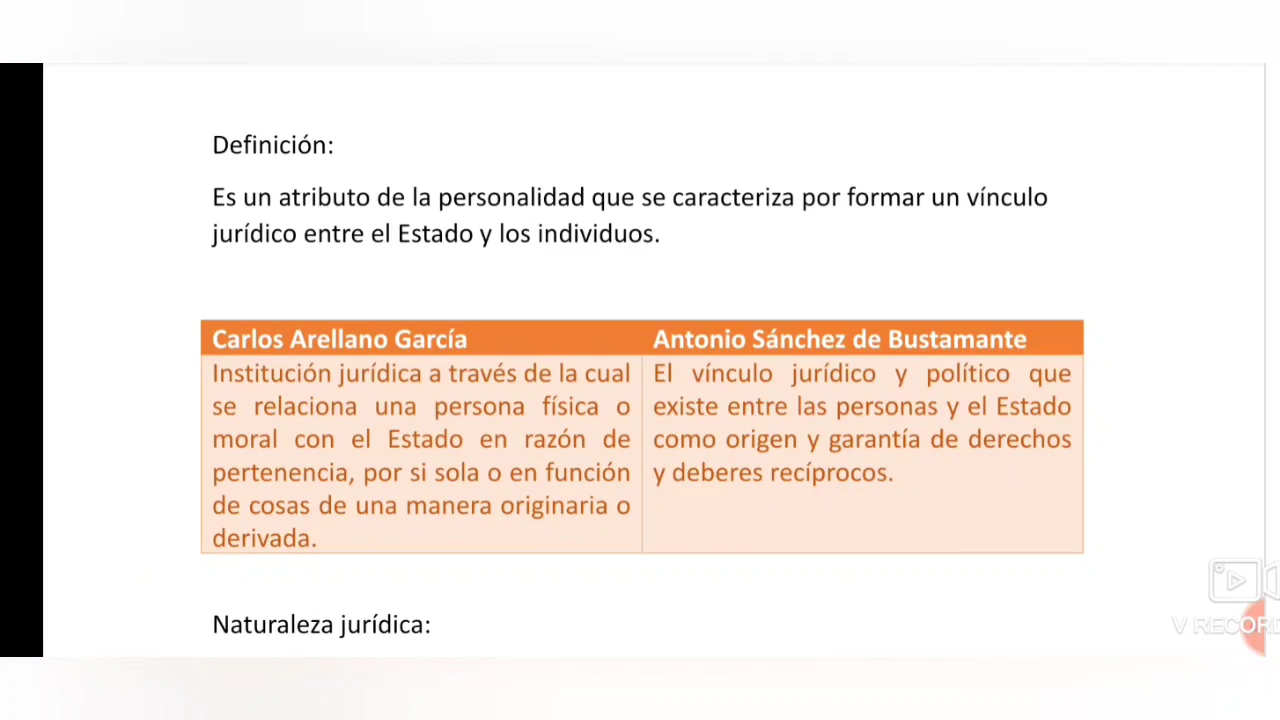 Definición:
Es un atributo de la personalidad que se caracteriza por formar un vínculo
jurídico entre el Estado y los individuos.
Carlos Arellano García
Institución jurídica a través de la cual
se relaciona una persona física o
moral con el Estado en razón de
pertenencia, por si sola o en función
de cosas de una manera originaria o
derivada.
Antonio Sánchez de Bustamante
El vínculo jurídico y político que
existe entre las personas y el Estado
como origen y garantía de derechos
y deberes recíprocos.
Naturaleza jurídica:
V RECORD